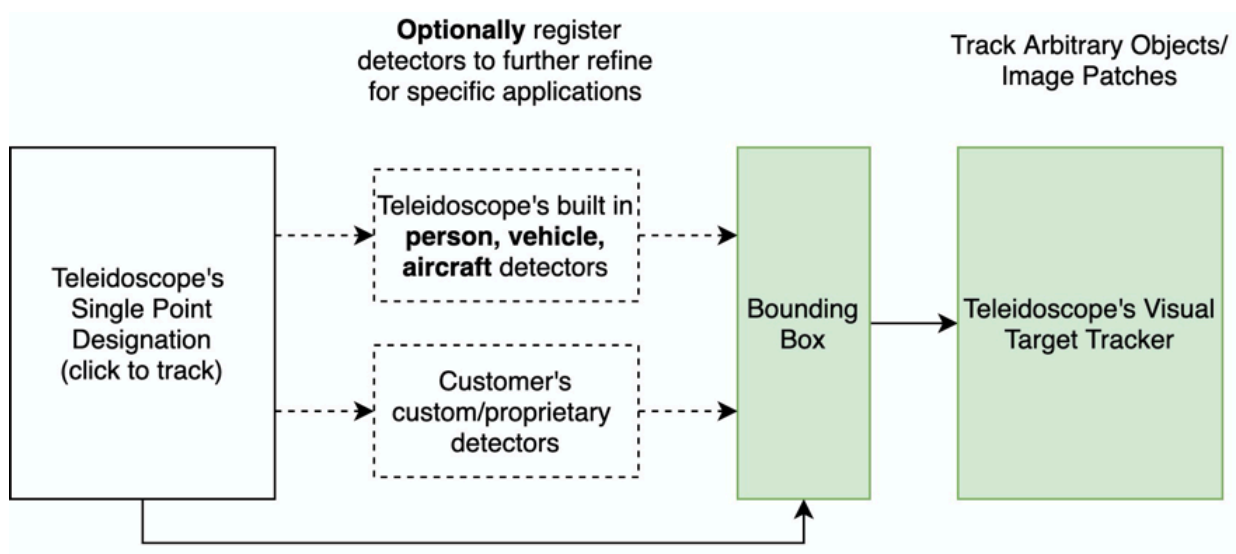 Optionally register
detectors to further refine
for specific applications
Track Arbitrary Objects/
Image Patches
Teleidoscope's
Single Point
Designation
(click to track)
Teleidoscope's built in
person, vehicle,
aircraft detectors
Customer's
custom/proprietary
detectors
Bounding
Box
Teleidoscope's Visual
Target Tracker